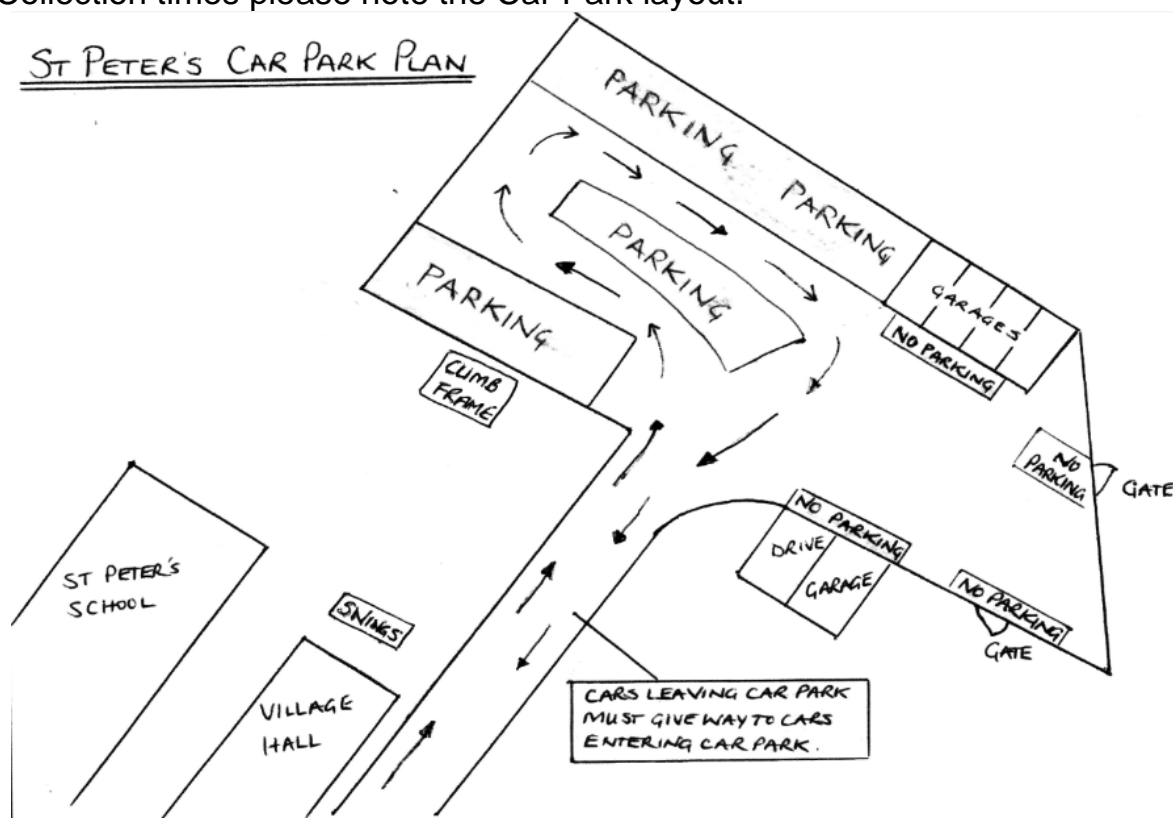 Collection times please note the Car Park layout.
ST PETER'S CAR PARK PLAN
PARKING
PARKING
PARKING
PARKING
GARAGES
NO PARKING
CLIMB
FRAME
NO
PARKING
GATE
NO PARKING
DRIVE
GARAGE
NO PARKING
GATE
ST PETER'S
SCHOOL
SWINGS
VILLAGE
HALL
CARS LEAVING CAR PARK
MUST GIVE WAY TO CARS
ENTERING CAR PARK.